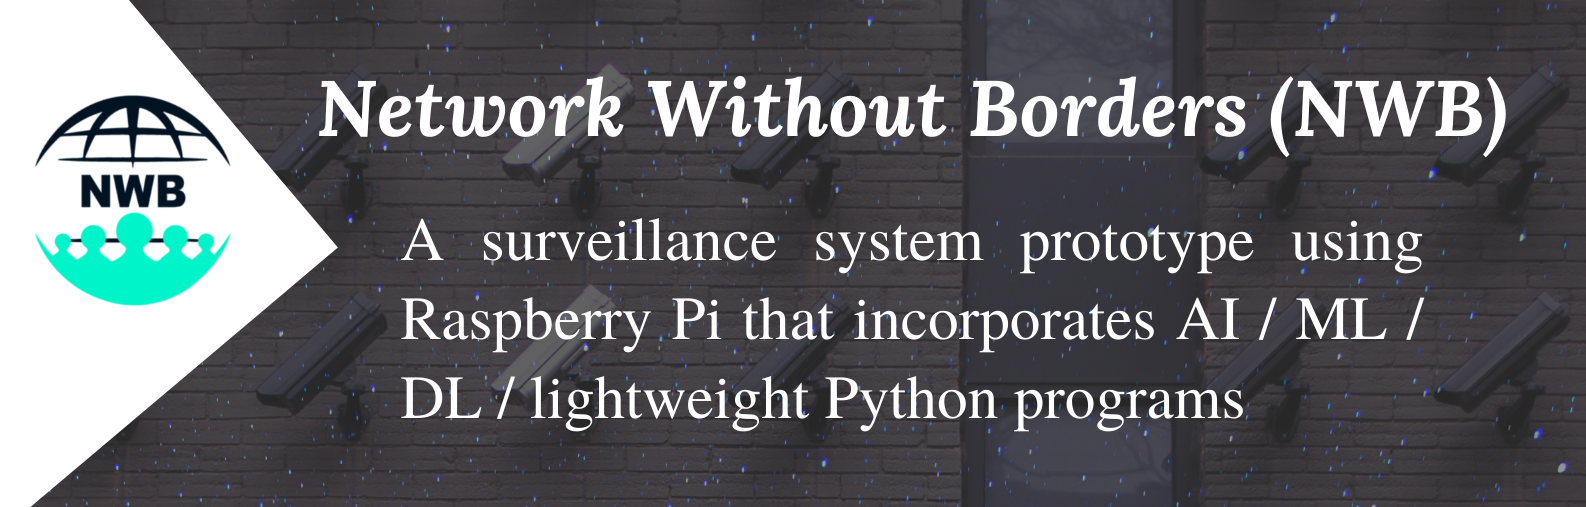 Network Without Borders (NWB)
NWB
A surveillance system prototype using
Raspberry Pi that incorporates AI / ML /
DL / lightweight Python programs